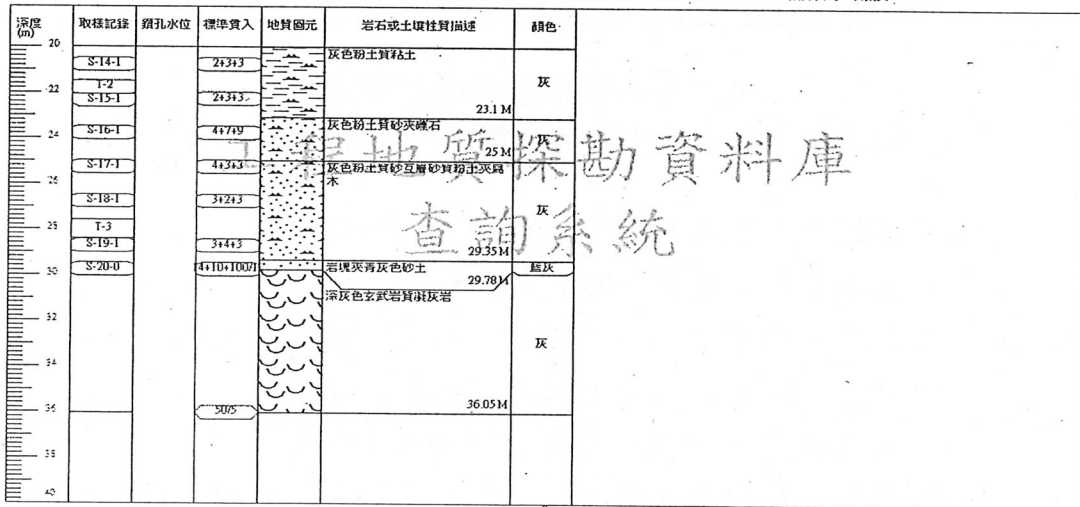 深度 取樣記錄 鑽孔水位 標準貫入 地質圖元 岩石或土壤性質描述 顏色
(m)
20
灰色粉土質粘土
S-14-1 2+3+3
T-2 灰
22
S-15-1 2+3+3
23.1 M
灰色粉土質砂夾礫石
S-16-1 4+7+9 灰
24
25 M
工程地質探勘資料庫
S-17-1 4+3+3 灰色粉土質砂互層砂質粉土夾
木
26
S-18-1 3+2+3
灰
T-3
28
查詢系統
S-19-1 3+4+3
29.35 M
S-20-0 岩塊夾青灰色砂土 藍灰
30
29.78 M
深灰色玄武岩質凝灰岩
32
灰
34
36.05 M
36 50/5
38
40